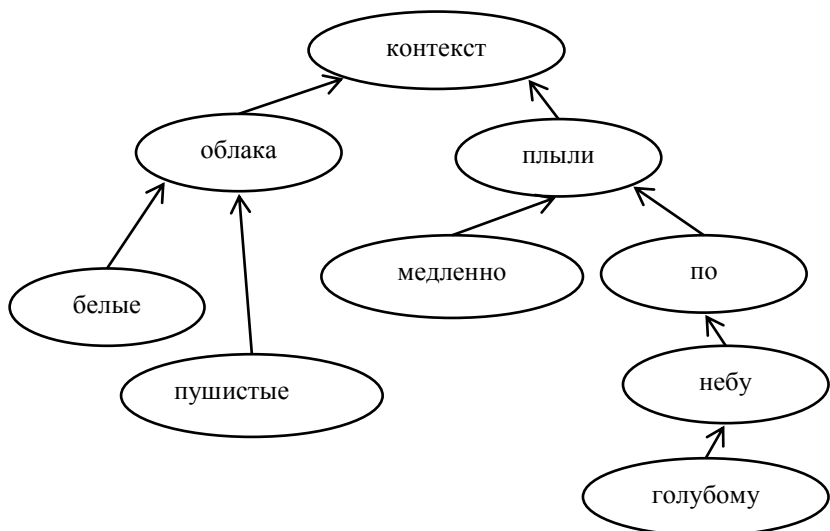 контекст
облака
плыли
медленно
по
белые
небу
пушистые
голубому